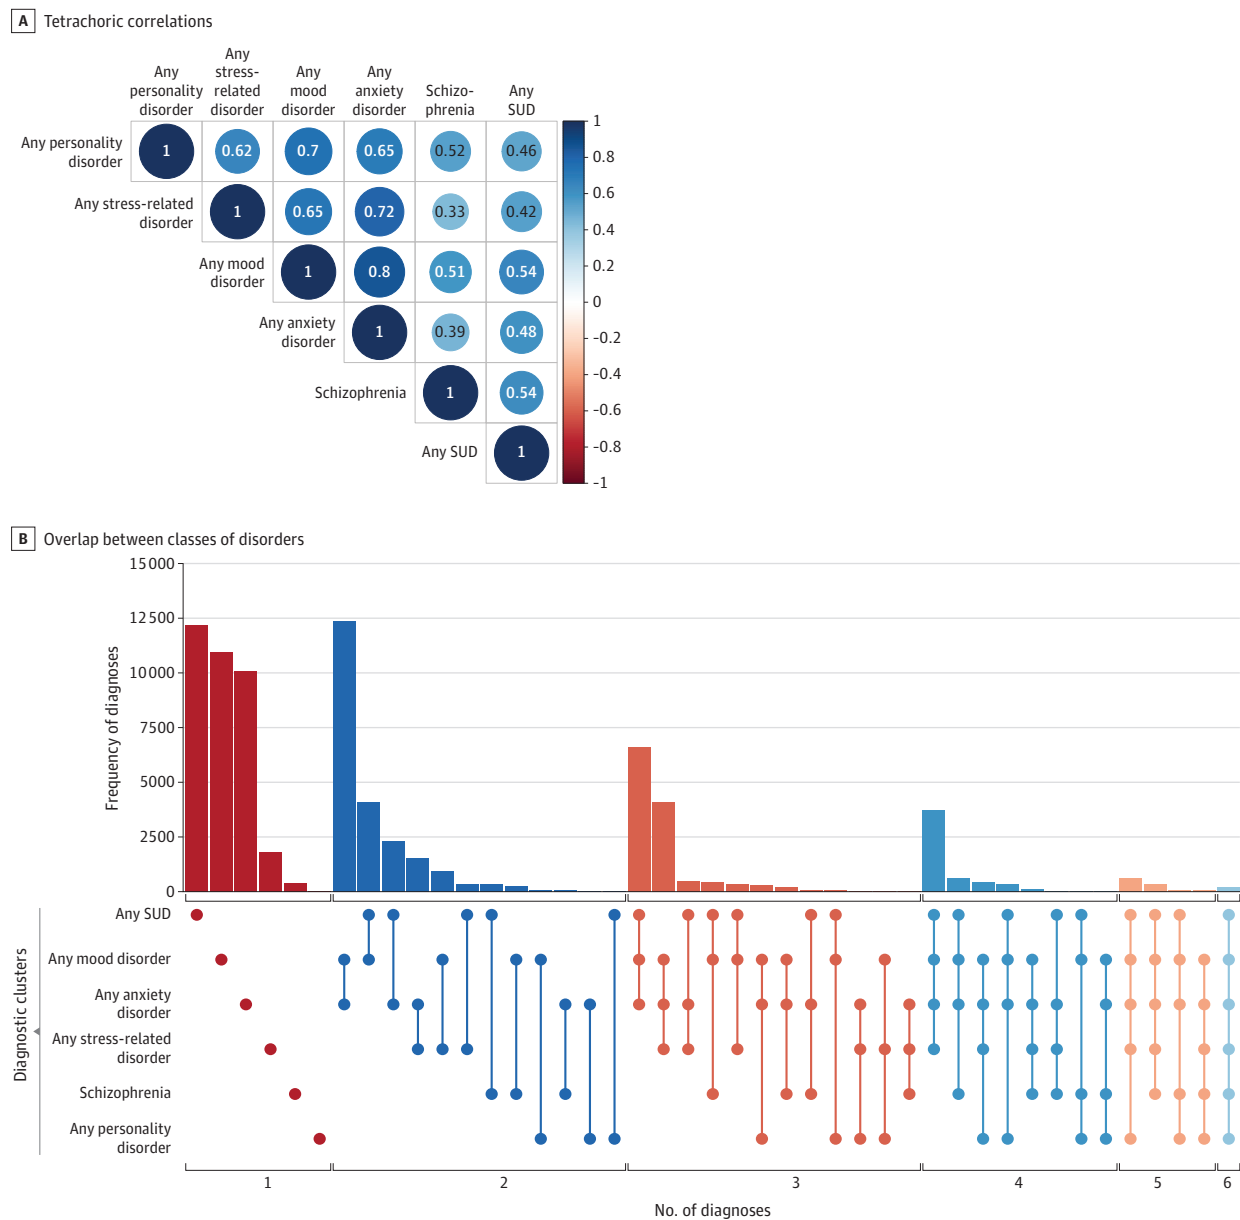 A Tetrachoric correlations
Any
personality
disorder
Any
stress-
related
disorder
Any
mood
disorder
Any
anxiety
disorder
Schizo-
phrenia
Any
SUD
Any personality
disorder
1 0.62 0.7 0.65 0.52 0.46
Any stress-related
disorder
1 0.65 0.72 0.33 0.42
Any mood
disorder
1 0.8 0.51 0.54
Any anxiety
disorder
1 0.39 0.48
Schizophrenia
1 0.54
Any SUD
1
1
0.8
0.6
0.4
0.2
0
-0.2
-0.4
-0.6
-0.8
-1
B Overlap between classes of disorders
Frequency of diagnoses
15 000
12 500
10 000
7500
5000
2500
0
Diagnostic clusters
Any SUD
Any mood disorder
Any anxiety
disorder
Any stress-related
disorder
Schizophrenia
Any personality
disorder
1 2 3 4 5 6
No. of diagnoses